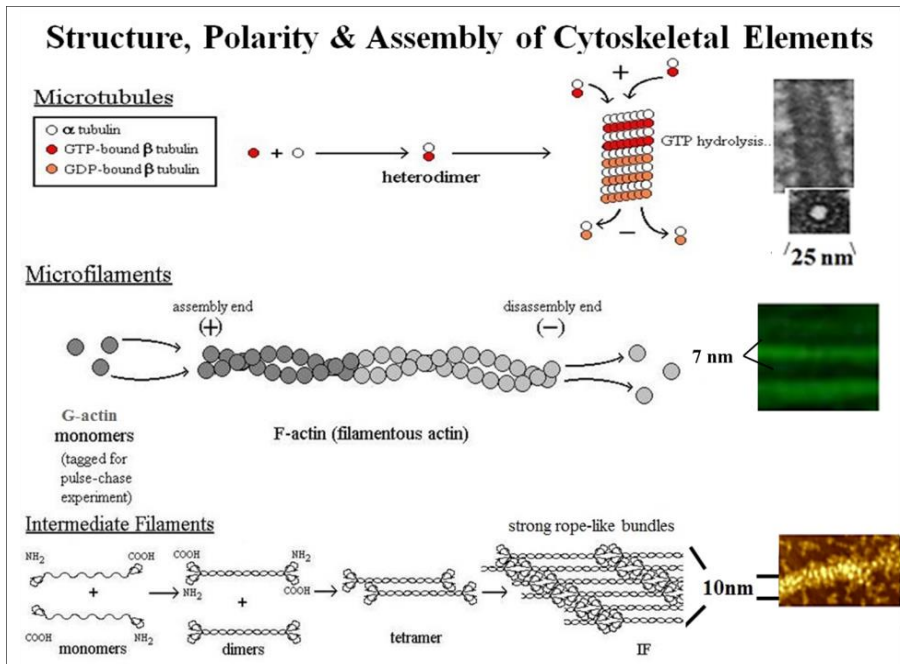 Structure, Polarity & Assembly of Cytoskeletal Elements
Microtubules
α tubulin
GTP-bound β tubulin
GDP-bound β tubulin
+
heterodimer
+
GTP hydrolysis..
−
25 nm
Microfilaments
assembly end
(+)
disassembly end
(−)
7 nm
G-actin
monomers
(tagged for
pulse-chase
experiment)
F-actin (filamentous actin)
Intermediate Filaments
NH2
COOH
+
COOH
NH2
monomers
COOH
NH2
NH2
COOH
+
dimers
tetramer
strong rope-like bundles
10nm
IF